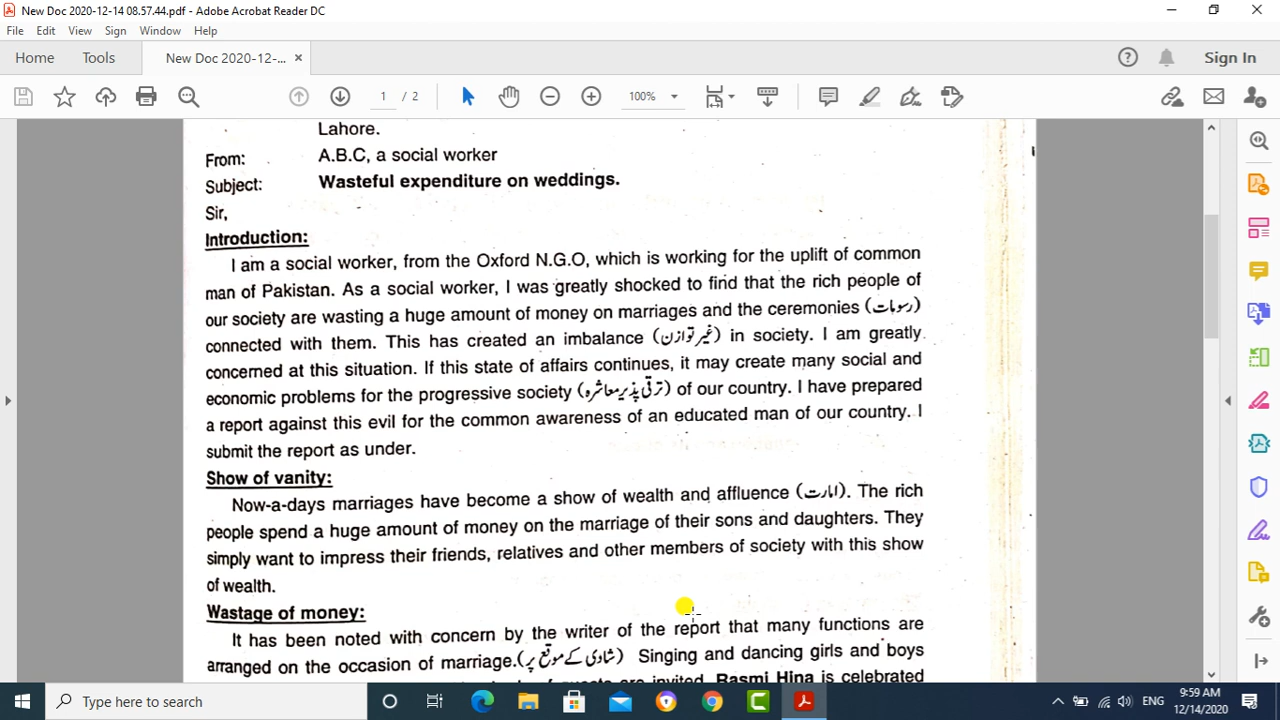 New Doc 2020-12-14 08.57.44.pdf - Adobe Acrobat Reader DC
File Edit View Sign Window Help
Home Tools New Doc 2020-12-... × Sign In
1 / 2 100%
Lahore.
From: A.B.C, a social worker
Subject: Wasteful expenditure on weddings.
Sir,
Introduction:
I am a social worker, from the Oxford N.G.O, which is working for the uplift of common
man of Pakistan. As a social worker, I was greatly shocked to find that the rich people of
our society are wasting a huge amount of money on marriages and the ceremonies (رسومات)
connected with them. This has created an imbalance (غیر توازن) in society. I am greatly
concerned at this situation. If this state of affairs continues, it may create many social and
economic problems for the progressive society (ترقی پذیر معاشرہ) of our country. I have prepared
a report against this evil for the common awareness of an educated man of our country. I
submit the report as under.
Show of vanity:
Now-a-days marriages have become a show of wealth and affluence (امارت). The rich
people spend a huge amount of money on the marriage of their sons and daughters. They
simply want to impress their friends, relatives and other members of society with this show
of wealth.
Wastage of money:
It has been noted with concern by the writer of the report that many functions are
arranged on the occasion of marriage.(شادی کے موقع پر) Singing and dancing girls and boys
are invited. Rasmi Hina is celebrated
Type here to search
ENG
9:59 AM
12/14/2020